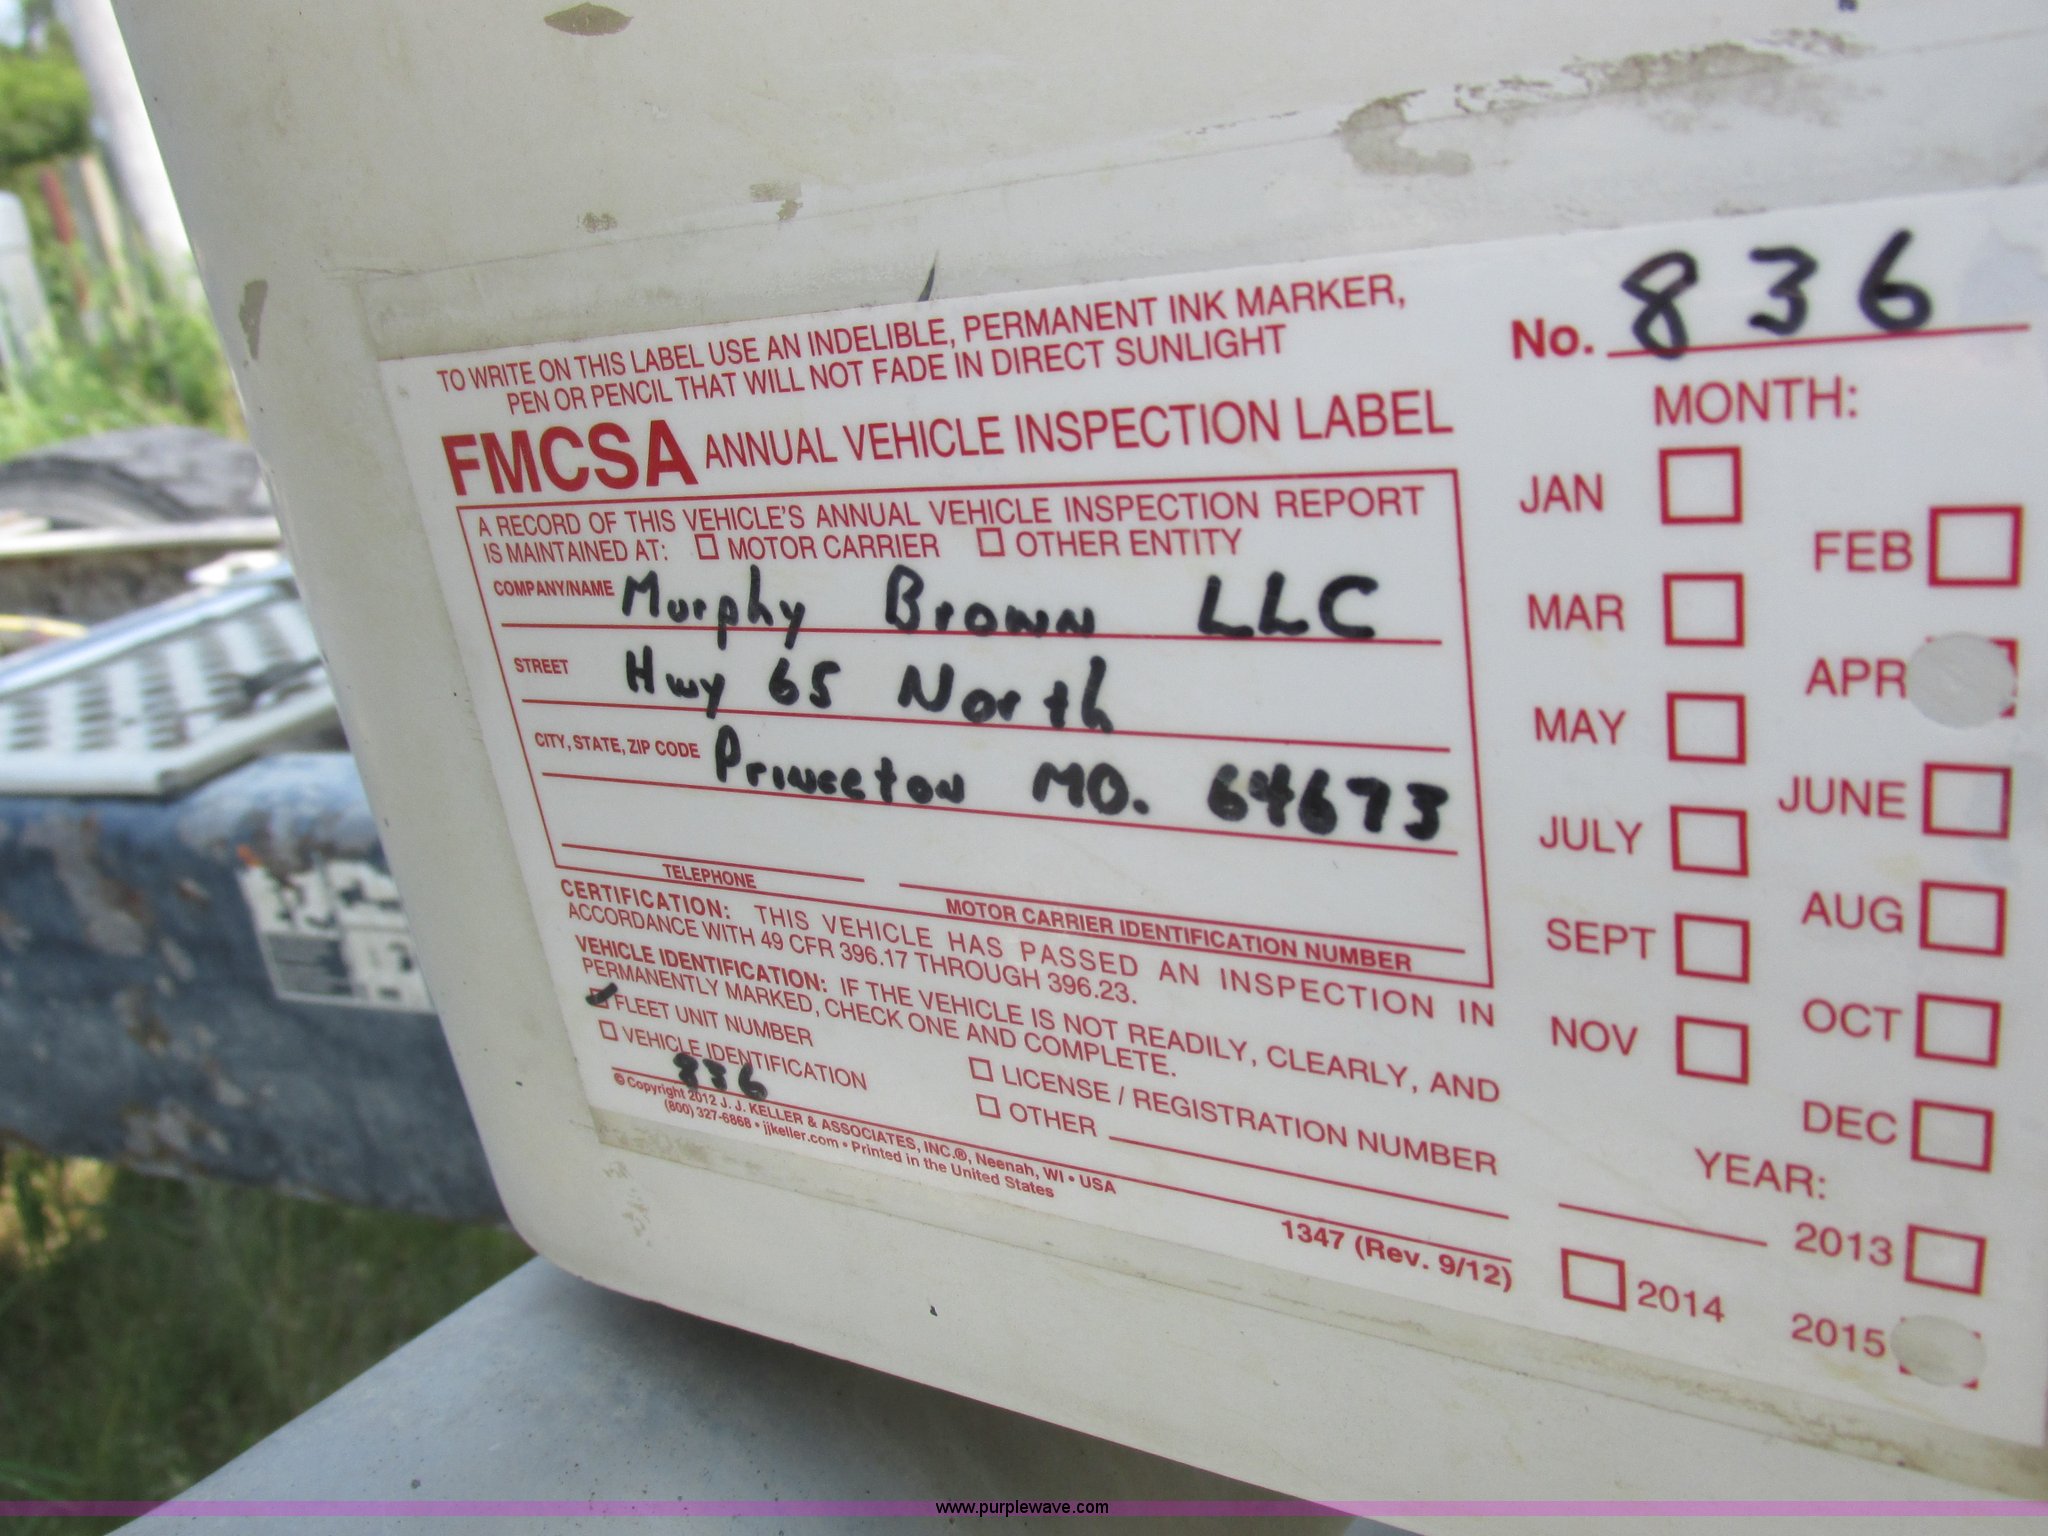 TO WRITE ON THIS LABEL USE AN INDELIBLE, PERMANENT INK MARKER,
PEN OR PENCIL THAT WILL NOT FADE IN DIRECT SUNLIGHT
FMCSA ANNUAL VEHICLE INSPECTION LABEL
A RECORD OF THIS VEHICLE'S ANNUAL VEHICLE INSPECTION REPORT
IS MAINTAINED AT: MOTOR CARRIER OTHER ENTITY
COMPANY/NAME Murphy Brown LLC
STREET Hwy 65 North
CITY, STATE, ZIP CODE Princeton MO. 64673
TELEPHONE
MOTOR CARRIER IDENTIFICATION NUMBER
CERTIFICATION: THIS VEHICLE HAS PASSED AN INSPECTION IN
ACCORDANCE WITH 49 CFR 396.17 THROUGH 396.23.
VEHICLE IDENTIFICATION: IF THE VEHICLE IS NOT READILY, CLEARLY, AND
PERMANENTLY MARKED, CHECK ONE AND COMPLETE.
FLEET UNIT NUMBER
LICENSE / REGISTRATION NUMBER
VEHICLE IDENTIFICATION
OTHER
836
© Copyright 2012 J. J. KELLER & ASSOCIATES, INC.®, Neenah, WI • USA
(800) 327-6868 • jjkeller.com • Printed in the United States
1347 (Rev. 9/12)
No. 836
MONTH:
JAN
FEB
MAR
APR
MAY
JUNE
JULY
AUG
SEPT
OCT
NOV
DEC
YEAR:
2013
2014
2015
www.purplewave.com